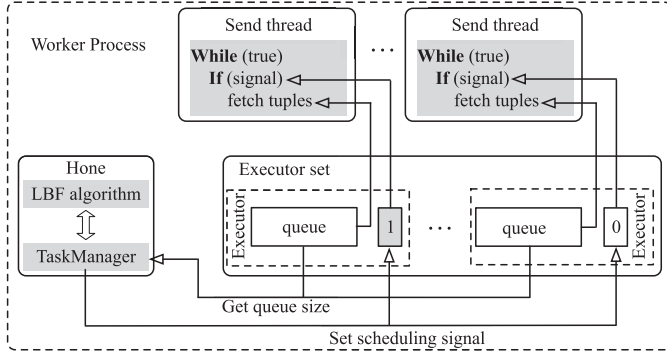 Worker Process
Send thread
While (true)
If (signal)
fetch tuples
...
Send thread
While (true)
If (signal)
fetch tuples
Hone
LBF algorithm
TaskManager
Executor set
Executor
queue
1
...
queue
0
Executor
Get queue size
Set scheduling signal